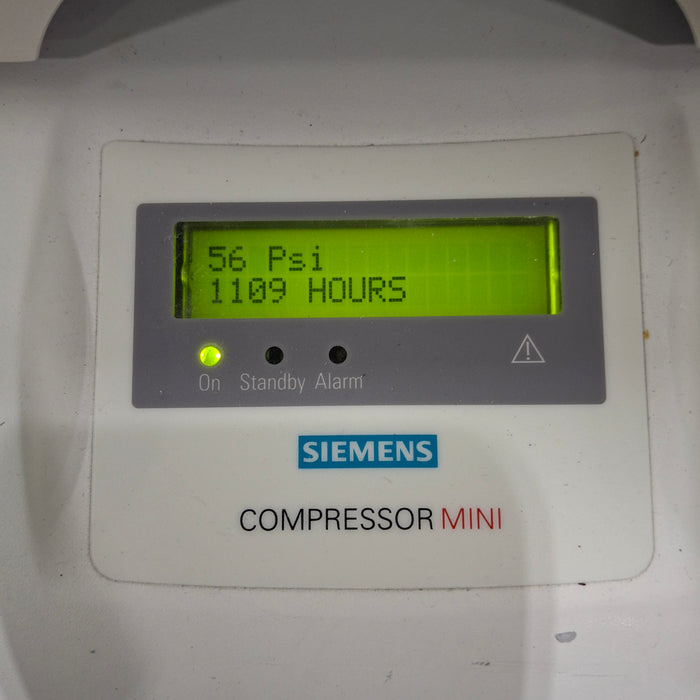 56 Psi
1109 HOURS
On Standby Alarm
SIEMENS
COMPRESSOR MINI